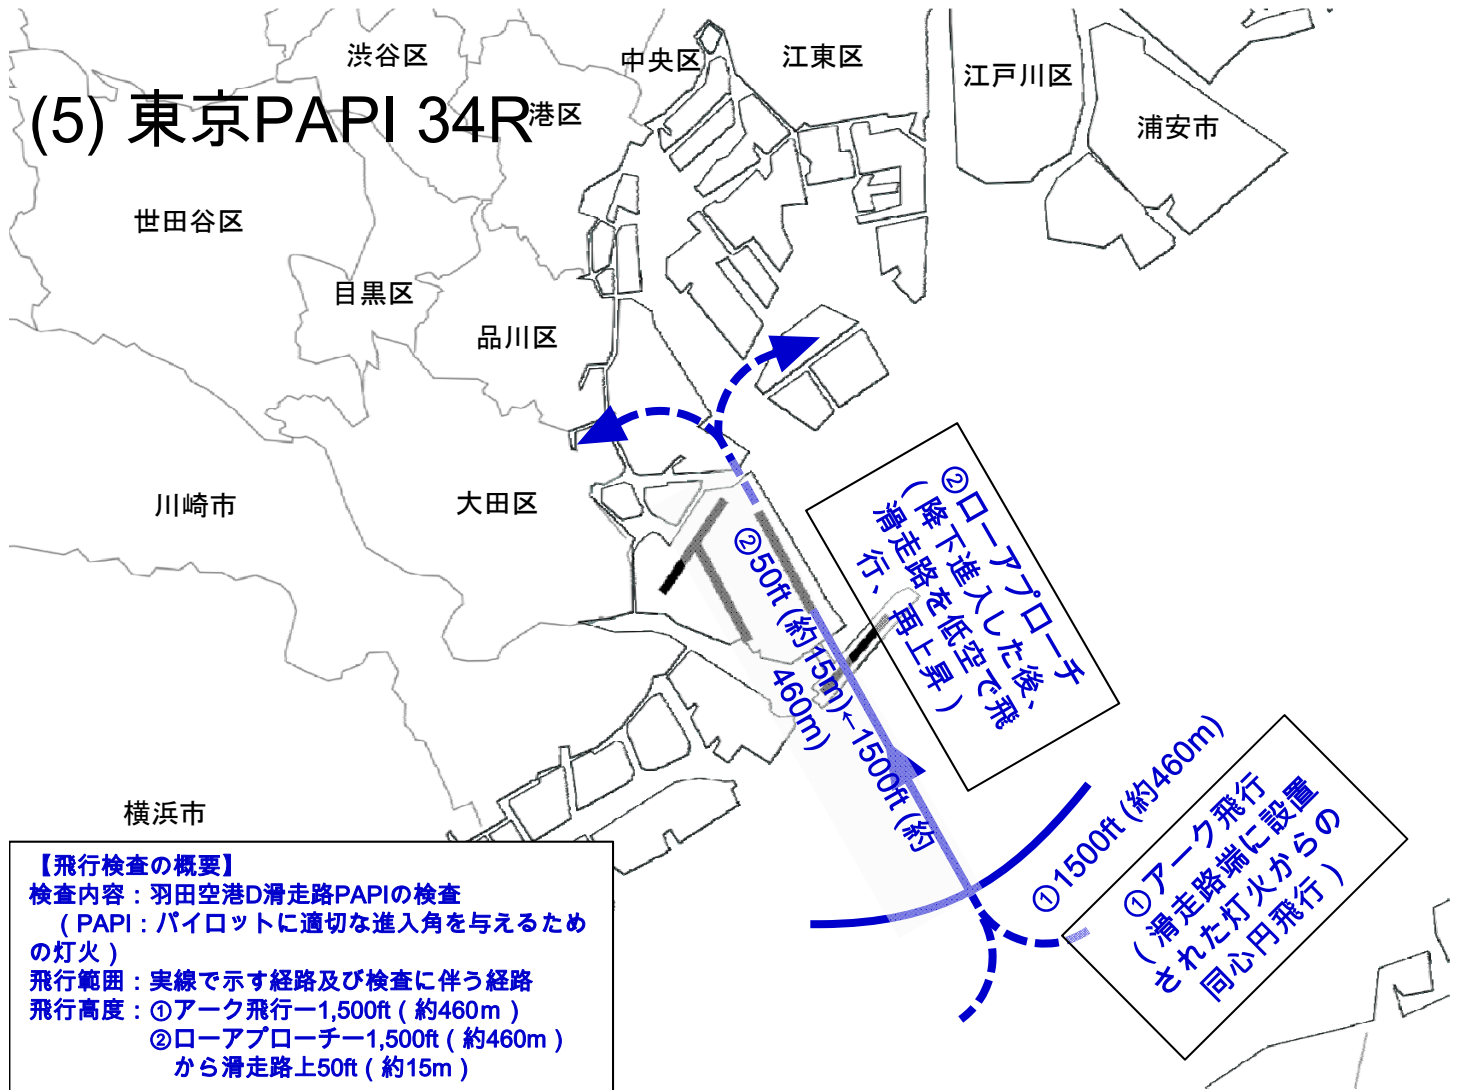 渋谷区
中央区
江東区
江戸川区
(5) 東京PAPI 34R
港区
浦安市
世田谷区
目黒区
品川区
川崎市
大田区
②ローアプローチ
（降下進入した後、
滑走路を低空で飛
行、再上昇）
②50ft (約15m)←1500ft (約
460m)
①1500ft (約460m)
①アーク飛行
（滑走路端に設置
された灯火からの
同心円飛行）
横浜市
【飛行検査の概要】
検査内容：羽田空港D滑走路PAPIの検査
（PAPI：パイロットに適切な進入角を与えるため
の灯火）
飛行範囲：実線で示す経路及び検査に伴う経路
飛行高度：①アーク飛行ー1,500ft（約460m）
②ローアプローチー1,500ft（約460m）
から滑走路上50ft（約15m）